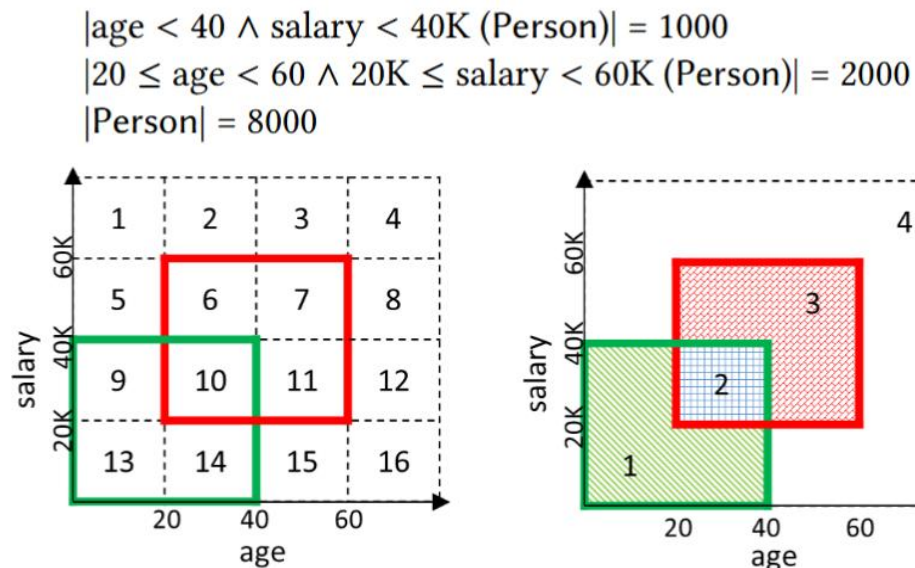 |age < 40 ∧ salary < 40K (Person)| = 1000
|20 ≤ age < 60 ∧ 20K ≤ salary < 60K (Person)| = 2000
|Person| = 8000
1 2 3 4
60K
5 6 7 8
40K
salary
9 10 11 12
20K
13 14 15 16
20 40 60
age
4
60K
3
40K
salary
2
20K
1
20 40 60
age